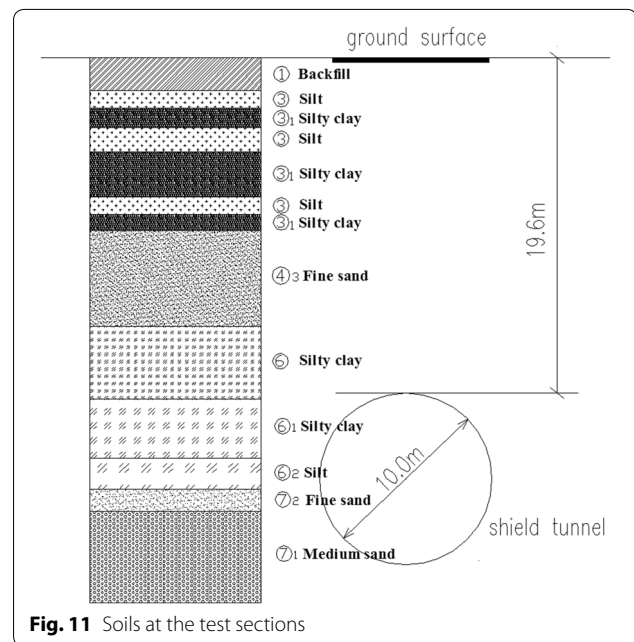 ground surface
① Backfill
③ Silt
③1 Silty clay
③ Silt
③1 Silty clay
③ Silt
③1 Silty clay
19.6m
④3 Fine sand
⑥ Silty clay
⑥1 Silty clay
10.0m
⑥2 Silt
⑦2 Fine sand
shield tunnel
⑦1 Medium sand
Fig. 11 Soils at the test sections